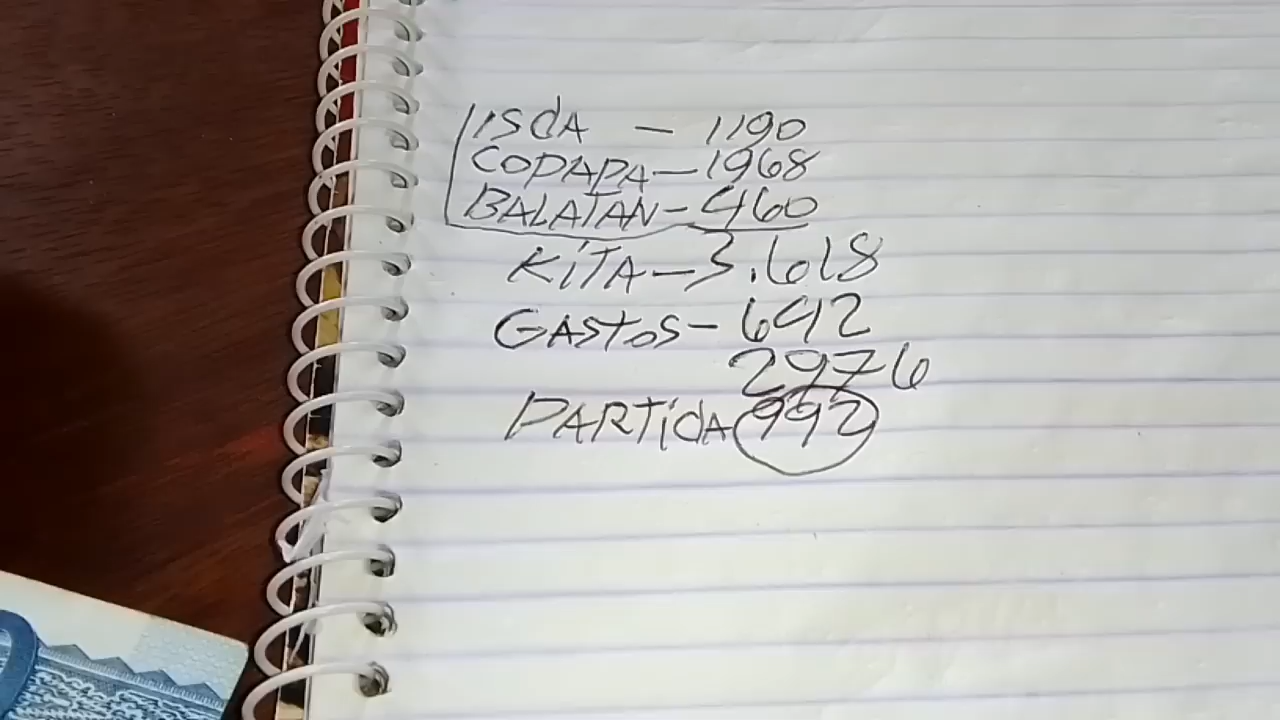 ISdA - 1190
COPAPA - 1968
BALATAN - 460
KiTA - 3.618
GAStoS - 642
2976
PARTidA 992